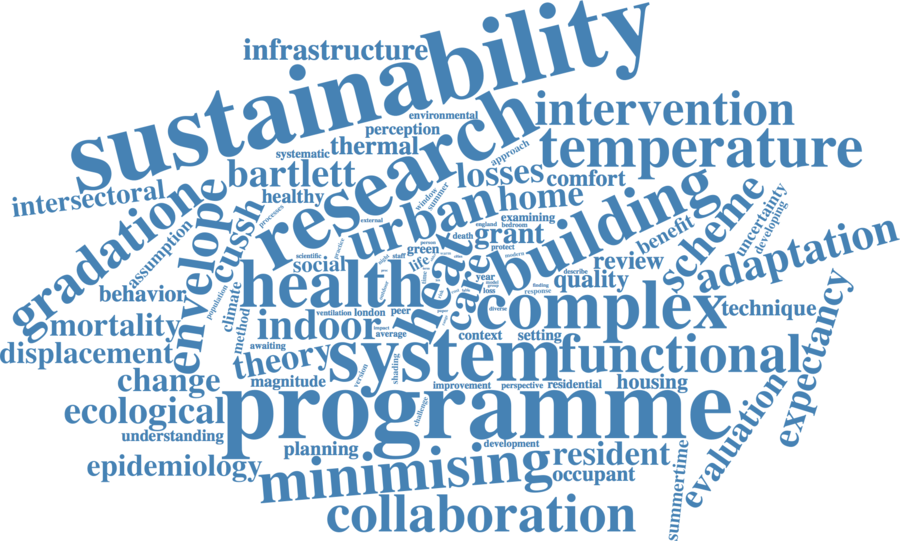 infrastructure
sustainability
environmental
perception
intervention
systematic
thermal
research
approach
temperature
bartlett
losses
comfort
intersectoral
healthy
window
summer
home
gradatione
envelope
cussh
processes
urban
building
scheme
uncertainty
developing
assumption
external
england
examining
bedroom
death
grant
benefit
adaptation
practice
person
green
protect
scientific
staff
modern
social
life
review
population
climate
health
heat
care
year
describe
quality
behavior
finding
response
complex
technique
method
ventilation
london
peer
diverse
mortality
indoor
impact
average
context
setting
expectancy
awaiting
displacement
theory
system
functional
version
shading
change
magnitude
improvement
perspective
residential
housing
ecological
programme
challenge
evaluation
understanding
planning
development
epidemiology
minimising
resident
occupant
summertime
collaboration
loss
night